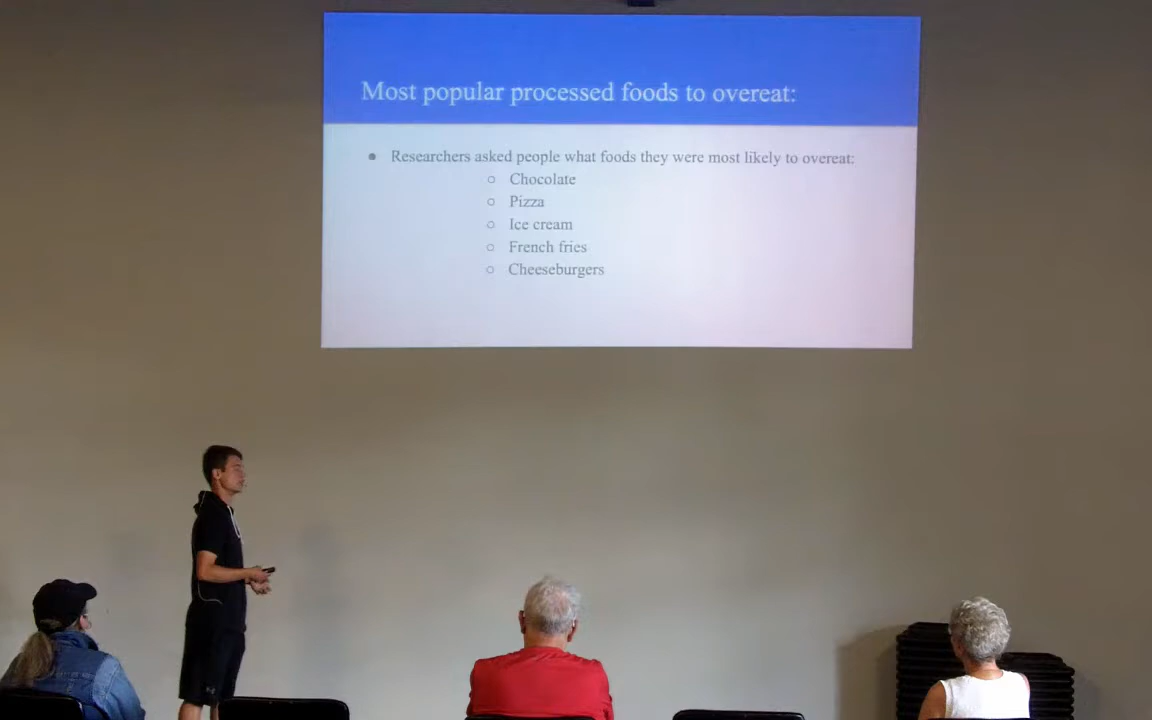 Most popular processed foods to overeat:
● Researchers asked people what foods they were most likely to overeat:
○ Chocolate
○ Pizza
○ Ice cream
○ French fries
○ Cheeseburgers